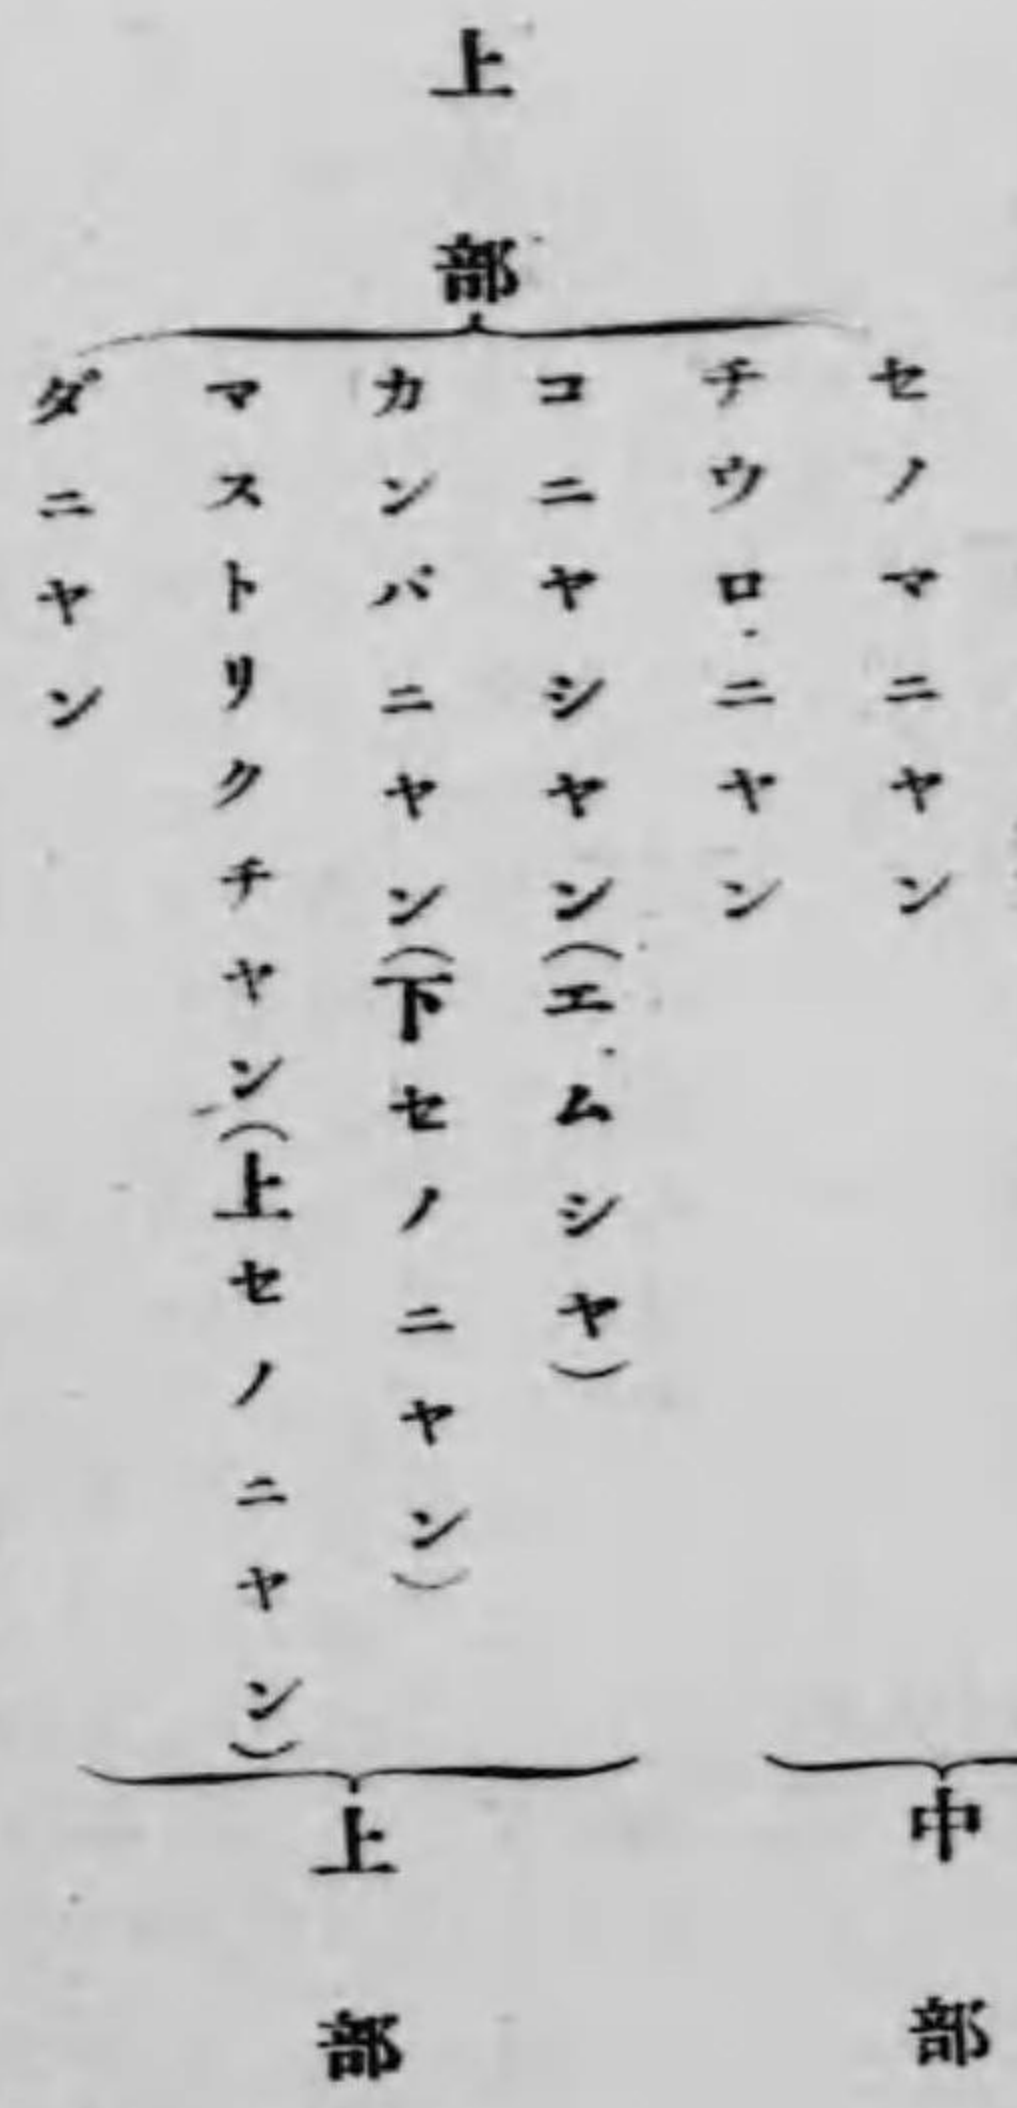 上部
セノマニヤン
チウロニヤン
コニヤシヤン(エムシヤ)
カンパニヤン(下セノニヤン)
マストリクチヤン(上セノニヤン)
ダニヤン
中部
上部